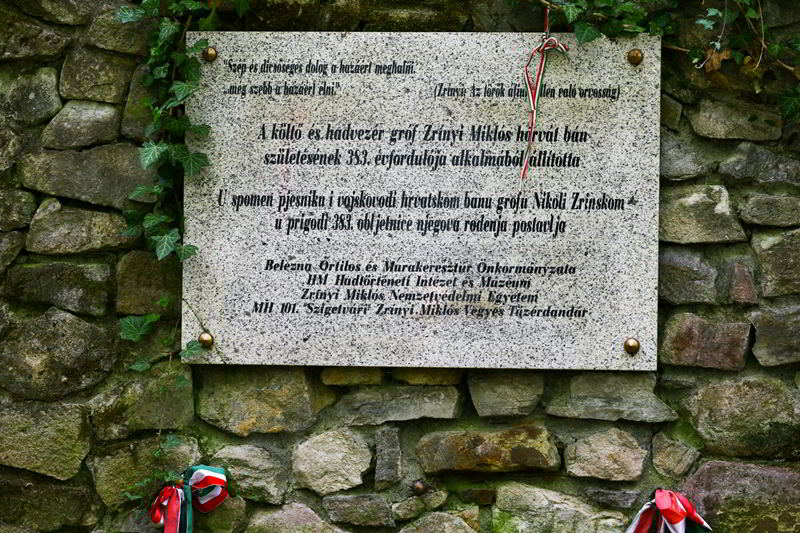 "Szép és dicsőséges dolog a hazáért meghalni,
...még szebb a hazáért élni."
(Zrínyi: Az török áfium ellen való orvosság)
A költő és hadvezér gróf Zrínyi Miklós horvát bán
születésének 383. évfordulója alkalmából állította
U spomen pjesniku i vojskovodi hrvatskom banu grofu Nikoli Zrinskom
u prigodi 383. obljetnice njegova rođenja postavlja
Belezna Őrtilos és Murakeresztúr Önkormányzata
HM Hadtörténeti Intézet és Múzeum
Zrínyi Miklós Nemzetvédelmi Egyetem
MH 101. "Szigetvári" Zrínyi Miklós Vegyes Tüzérdandár